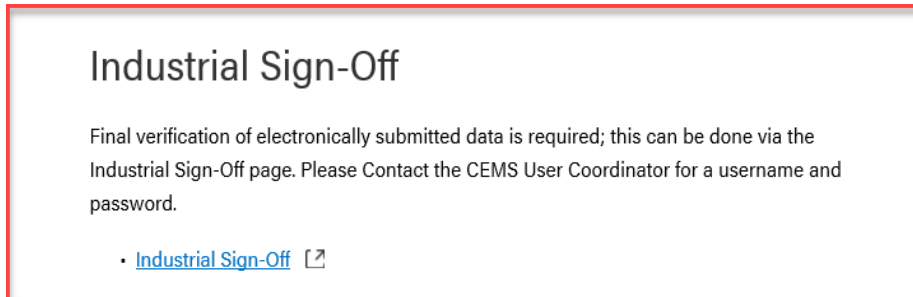 Industrial Sign-Off
Final verification of electronically submitted data is required; this can be done via the
Industrial Sign-Off page. Please Contact the CEMS User Coordinator for a username and
password.
• Industrial Sign-Off